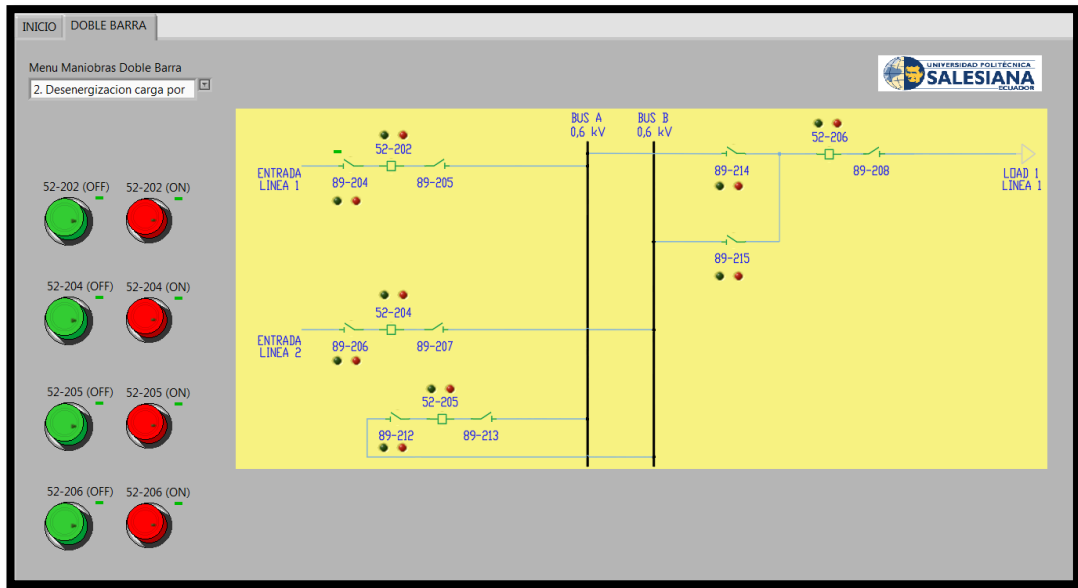 INICIO
DOBLE BARRA
Menu Maniobras Doble Barra
2. Desenergizacion carga por
UNIVERSIDAD POLITÉCNICA
SALESIANA
ECUADOR
BUS A
0,6 kV
BUS B
0,6 kV
52-202
52-206
ENTRADA
LINEA 1
89-204
89-205
89-214
89-208
LOAD 1
LINEA 1
52-202 (OFF)
52-202 (ON)
89-215
52-204 (OFF)
52-204 (ON)
52-204
ENTRADA
LINEA 2
89-206
89-207
52-205 (OFF)
52-205 (ON)
52-205
89-212
89-213
52-206 (OFF)
52-206 (ON)